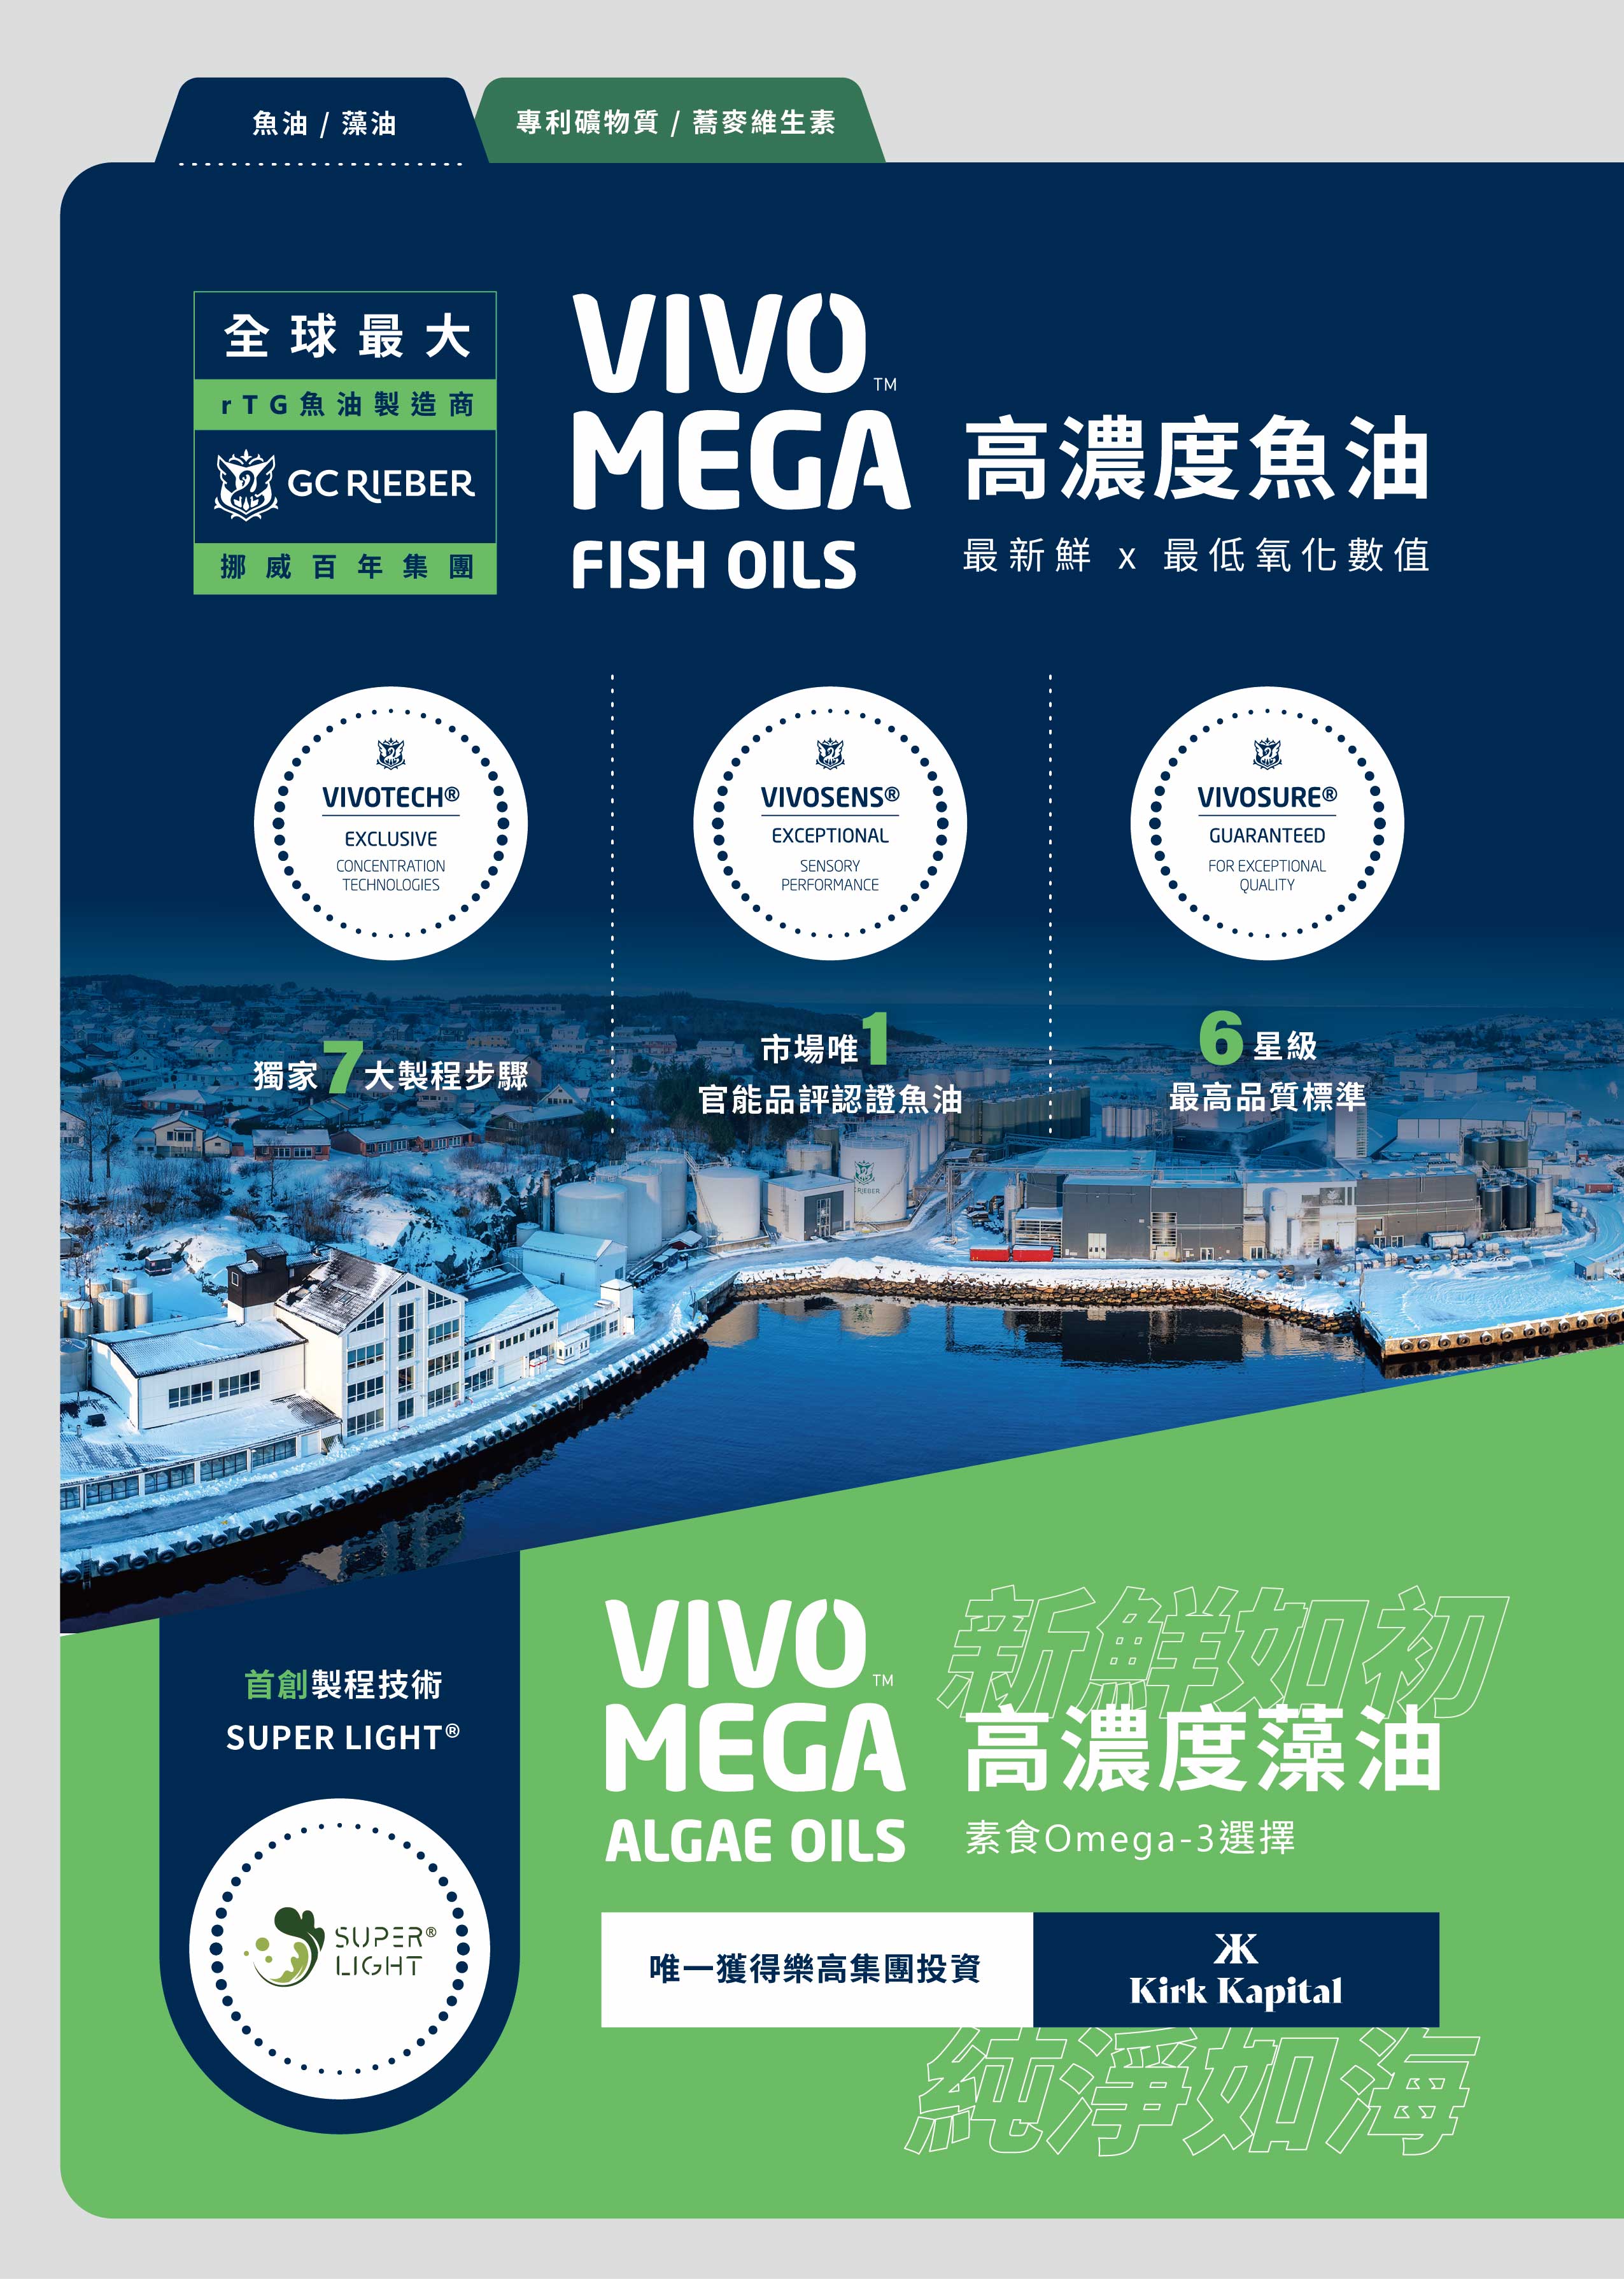 魚油 / 藻油
專利礦物質 / 蕎麥維生素
全球最大
rTG魚油製造商
GC RIEBER
挪威百年集團
VIVO
MEGA™
FISH OILS
高濃度魚油
最新鮮 x 最低氧化數值
VIVOTECH®
EXCLUSIVE
CONCENTRATION
TECHNOLOGIES
獨家7大製程步驟
VIVOSENS®
EXCEPTIONAL
SENSORY
PERFORMANCE
市場唯1
官能品評認證魚油
VIVOSURE®
GUARANTEED
FOR EXCEPTIONAL
QUALITY
6星級
最高品質標準
首創製程技術
SUPER LIGHT®
SUPER®
LIGHT
VIVO™
MEGA
ALGAE OILS
新鮮如初
高濃度藻油
素食Omega-3選擇
唯一獲得樂高集團投資
Kirk Kapital
純淨如海